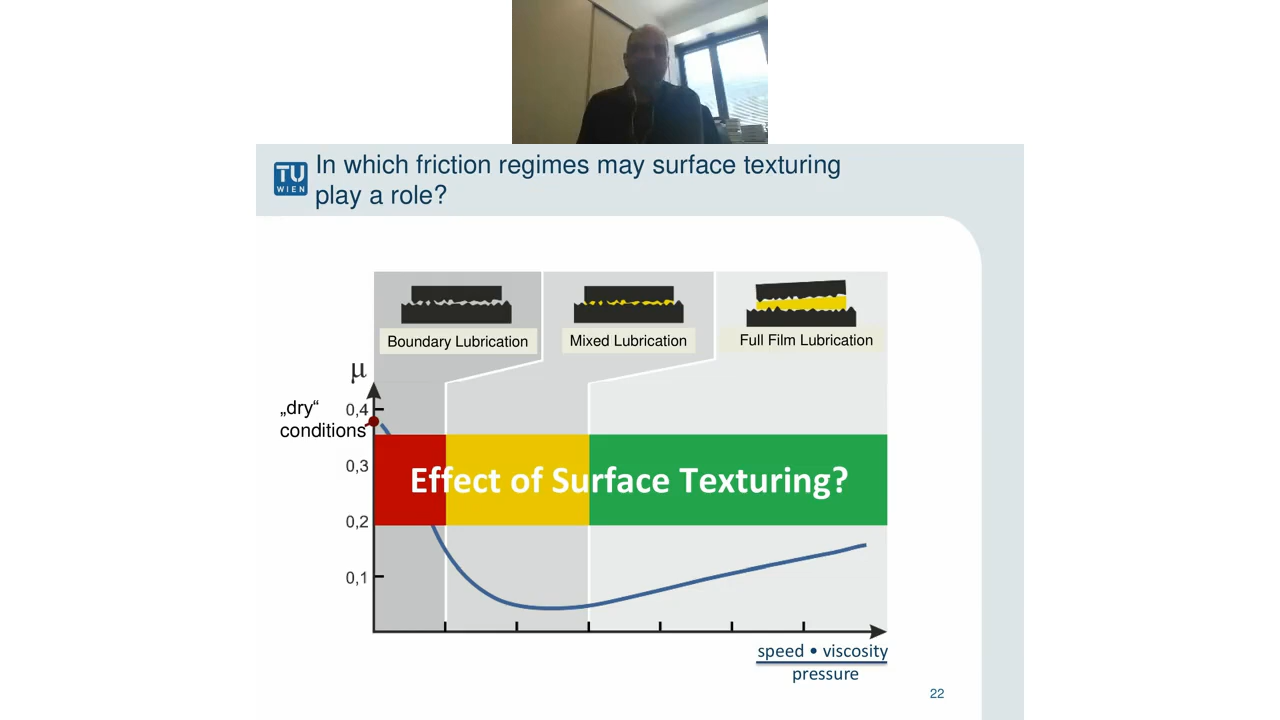 TU
WIEN
In which friction regimes may surface texturing
play a role?
Boundary Lubrication
Mixed Lubrication
Full Film Lubrication
μ
„dry“
conditions
0,4
0,3
Effect of Surface Texturing?
0,2
0,1
speed • viscosity
pressure
22